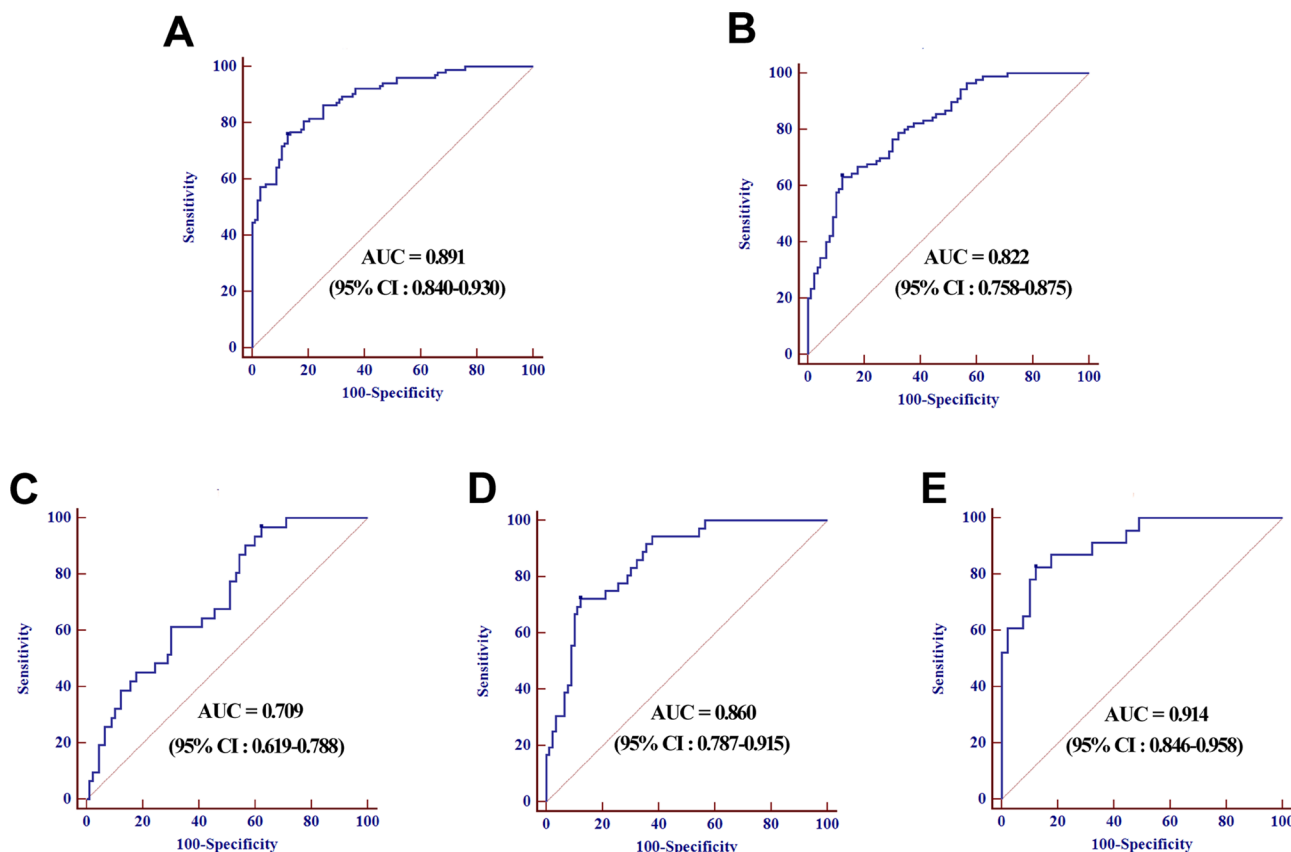 A
100
80
60
40
20
0
Sensitivity
AUC = 0.891
(95% CI : 0.840-0.930)
0 20 40 60 80 100
100-Specificity
B
100
80
60
40
20
0
Sensitivity
AUC = 0.822
(95% CI : 0.758-0.875)
0 20 40 60 80 100
100-Specificity
C
100
80
60
40
20
0
Sensitivity
AUC = 0.709
(95% CI : 0.619-0.788)
0 20 40 60 80 100
100-Specificity
D
100
80
60
40
20
0
Sensitivity
AUC = 0.860
(95% CI : 0.787-0.915)
0 20 40 60 80 100
100-Specificity
E
100
80
60
40
20
0
Sensitivity
AUC = 0.914
(95% CI : 0.846-0.958)
0 20 40 60 80 100
100-Specificity